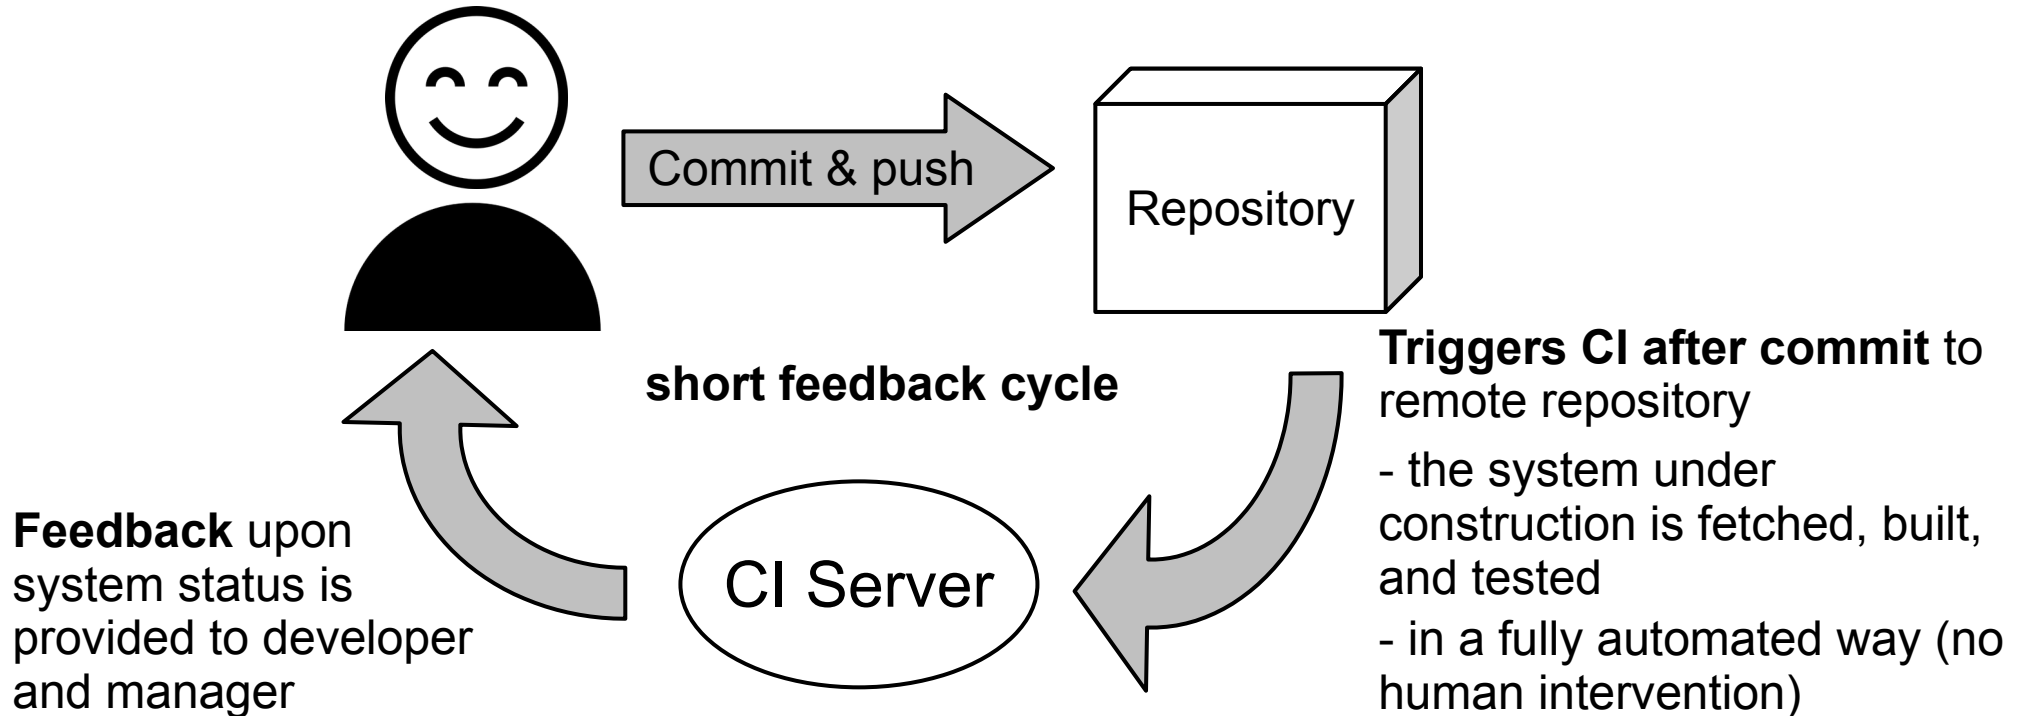 Commit & push
Repository
Triggers CI after commit to
remote repository
- the system under
construction is fetched, built,
and tested
- in a fully automated way (no
human intervention)
short feedback cycle
CI Server
Feedback upon
system status is
provided to developer
and manager